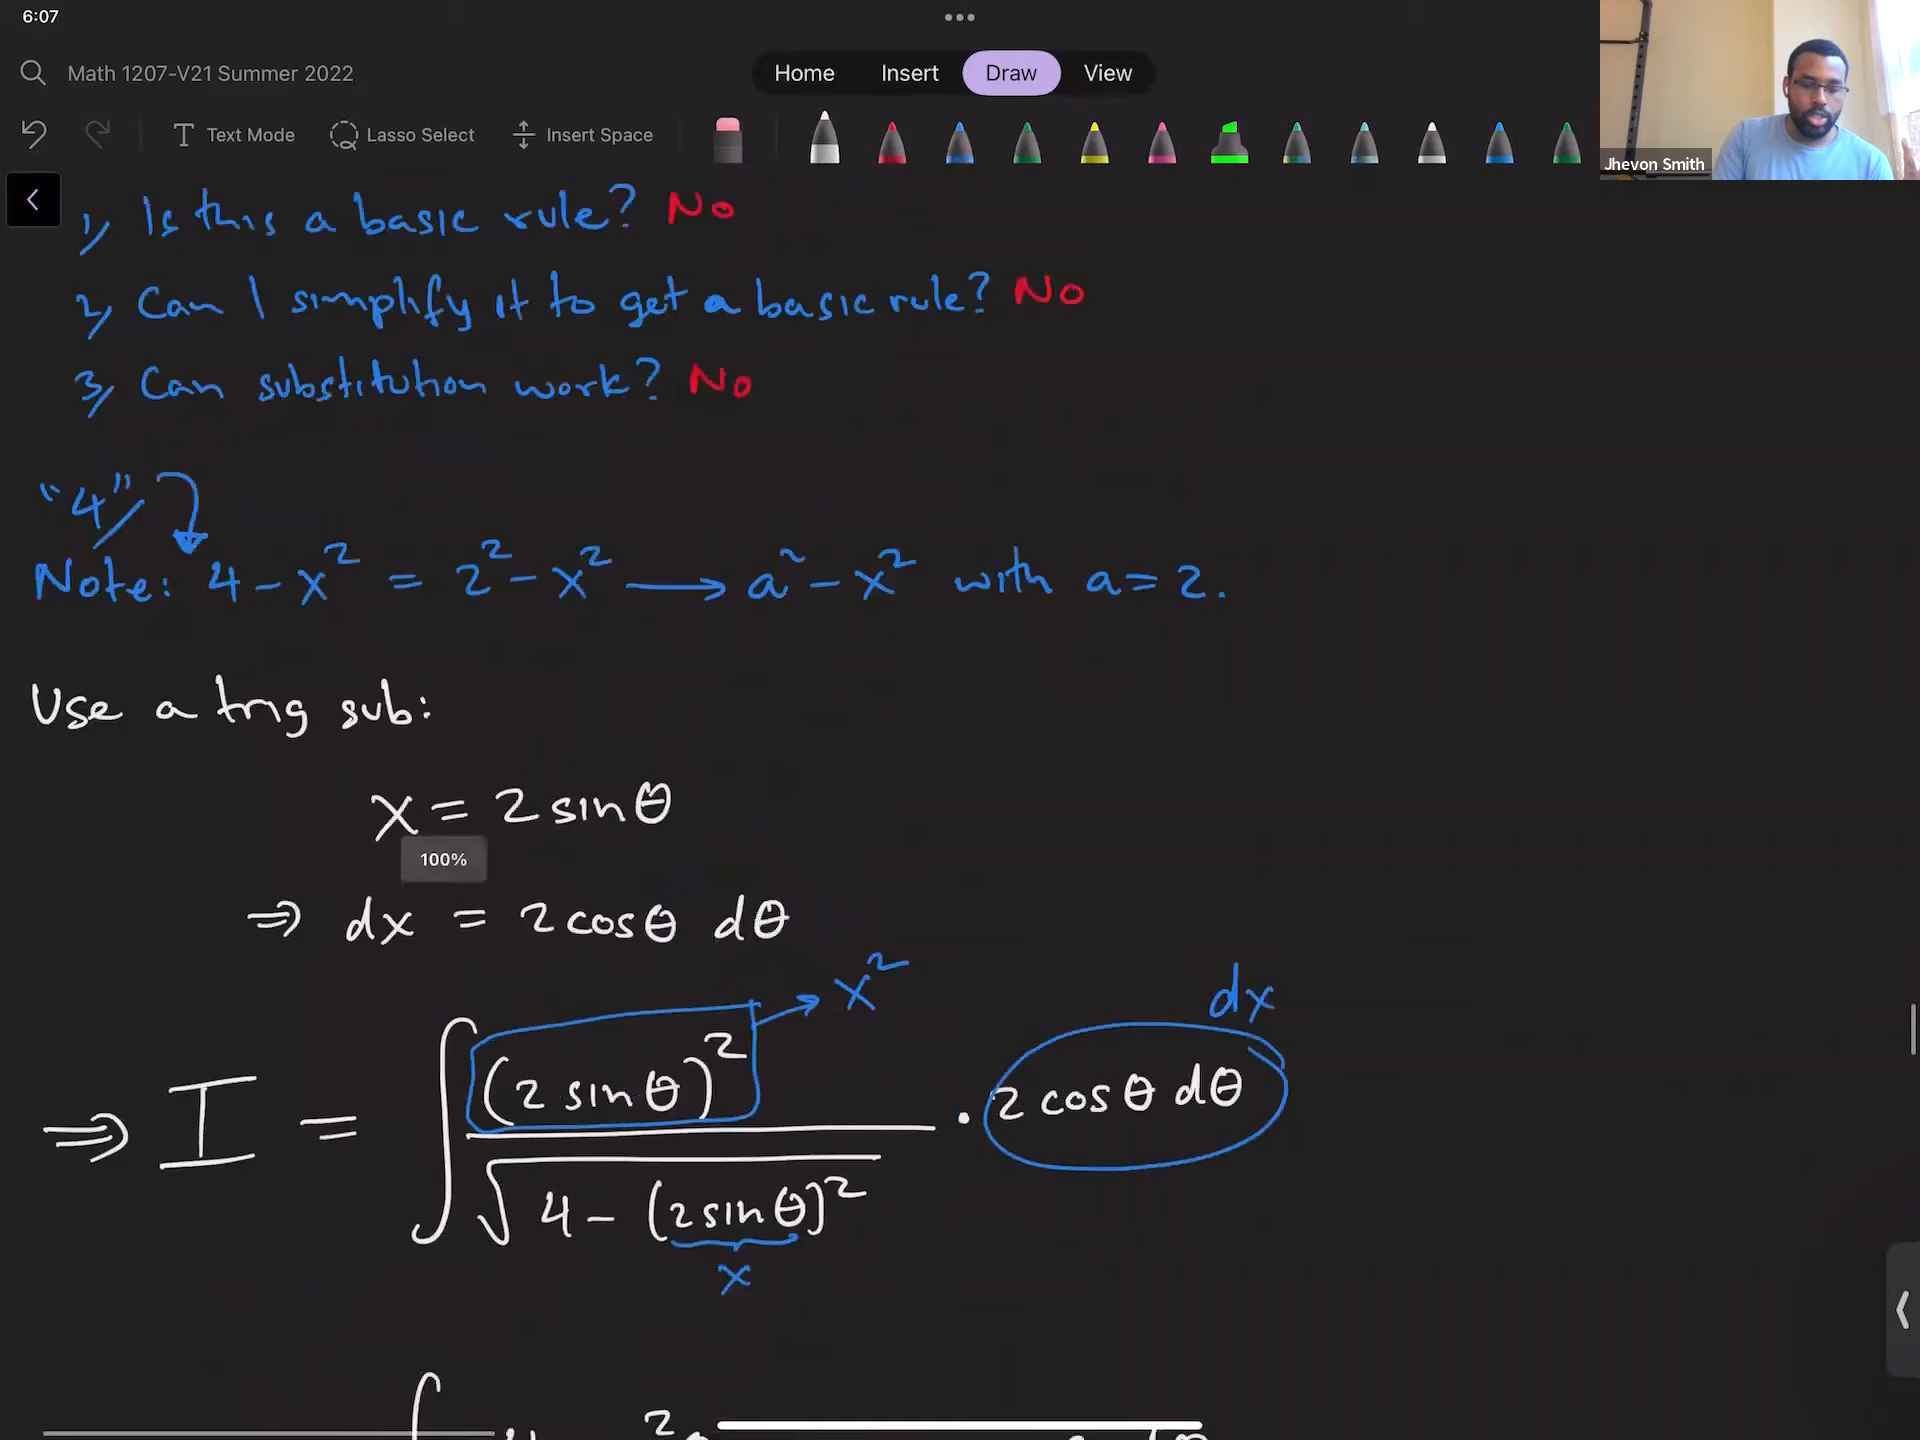 6:07
Math 1207-V21 Summer 2022
Home Insert Draw View
Text Mode Lasso Select Insert Space
Jhevon Smith
1) Is this a basic rule? No
2) Can I simplify it to get a basic rule? No
3) Can substitution work? No
"4"
Note: 4 - x² = 2² - x² → a² - x² with a = 2.
Use a trig sub:
x = 2 sin θ
100%
⇒ dx = 2 cos θ dθ
x²
dx
⇒ I = ∫ (2 sin θ)² / √(4 - (2 sin θ)²) · 2 cos θ dθ
x